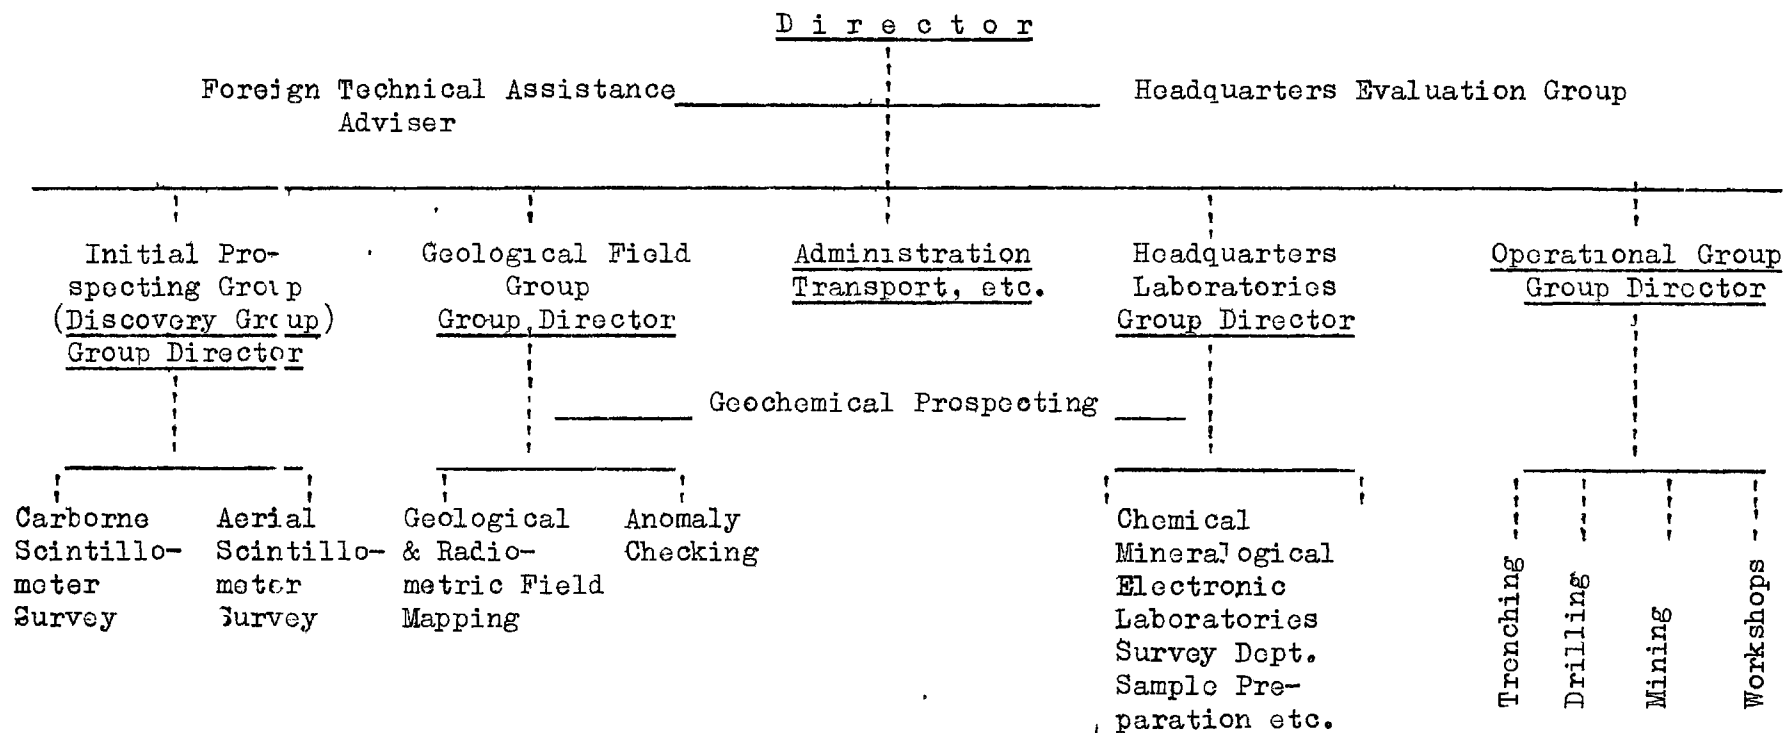 Director
Foreign Technical Assistance
Adviser
Headquarters Evaluation Group
Initial Pro-
specting Group
(Discovery Group)
Group Director
Geological Field
Group
Group Director
Administration
Transport, etc.
Headquarters
Laboratories
Group Director
Operational Group
Group Director
Geochemical Prospecting
Carborne
Scintillo-
meter
Survey
Aerial
Scintillo-
meter
Survey
Geological
& Radio-
metric Field
Mapping
Anomaly
Checking
Chemical
Mineralogical
Electronic
Laboratories
Survey Dept.
Sample Pre-
paration etc.
Trenching
Drilling
Mining
Workshops